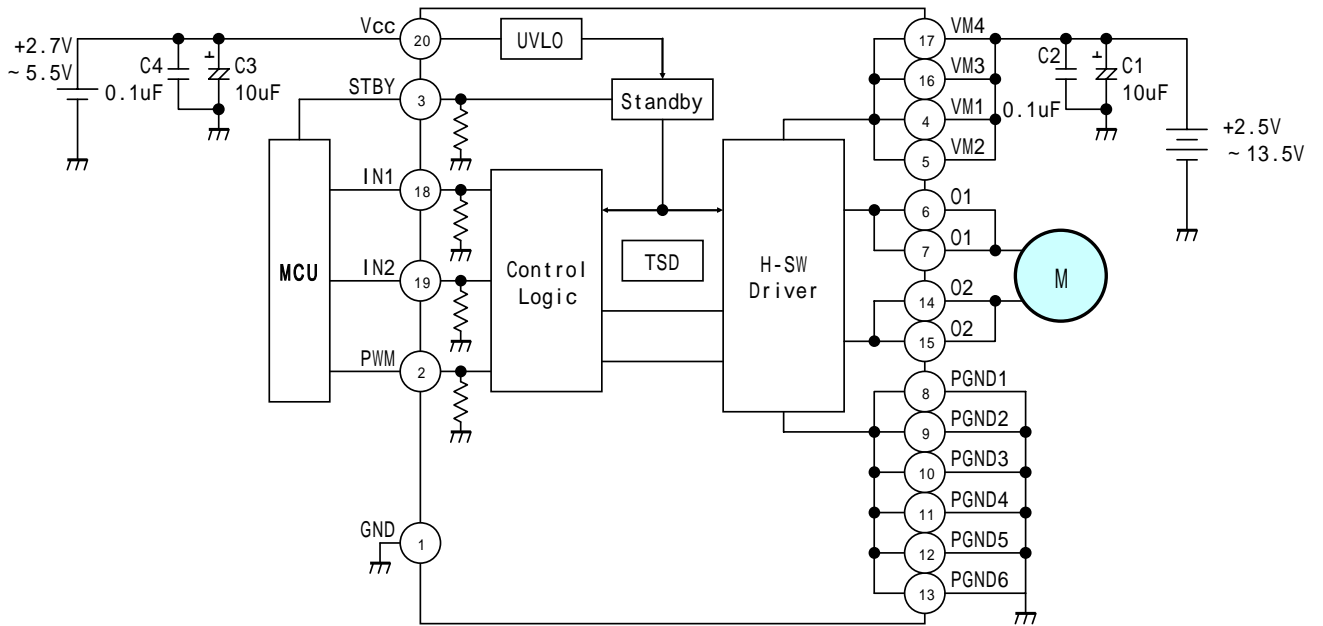 Vcc
20
UVLO
17
VM4
+2.7V
~ 5.5V
C4
0.1uF
+
C3
10uF
STBY
3
Standby
16
VM3
4
VM1
5
VM2
C2
0.1uF
+
C1
10uF
+2.5V
~ 13.5V
MCU
IN1
18
IN2
19
PWM
2
Control
Logic
TSD
H-SW
Driver
6
O1
7
O1
14
O2
15
O2
M
8
PGND1
9
PGND2
10
PGND3
11
PGND4
12
PGND5
13
PGND6
GND
1